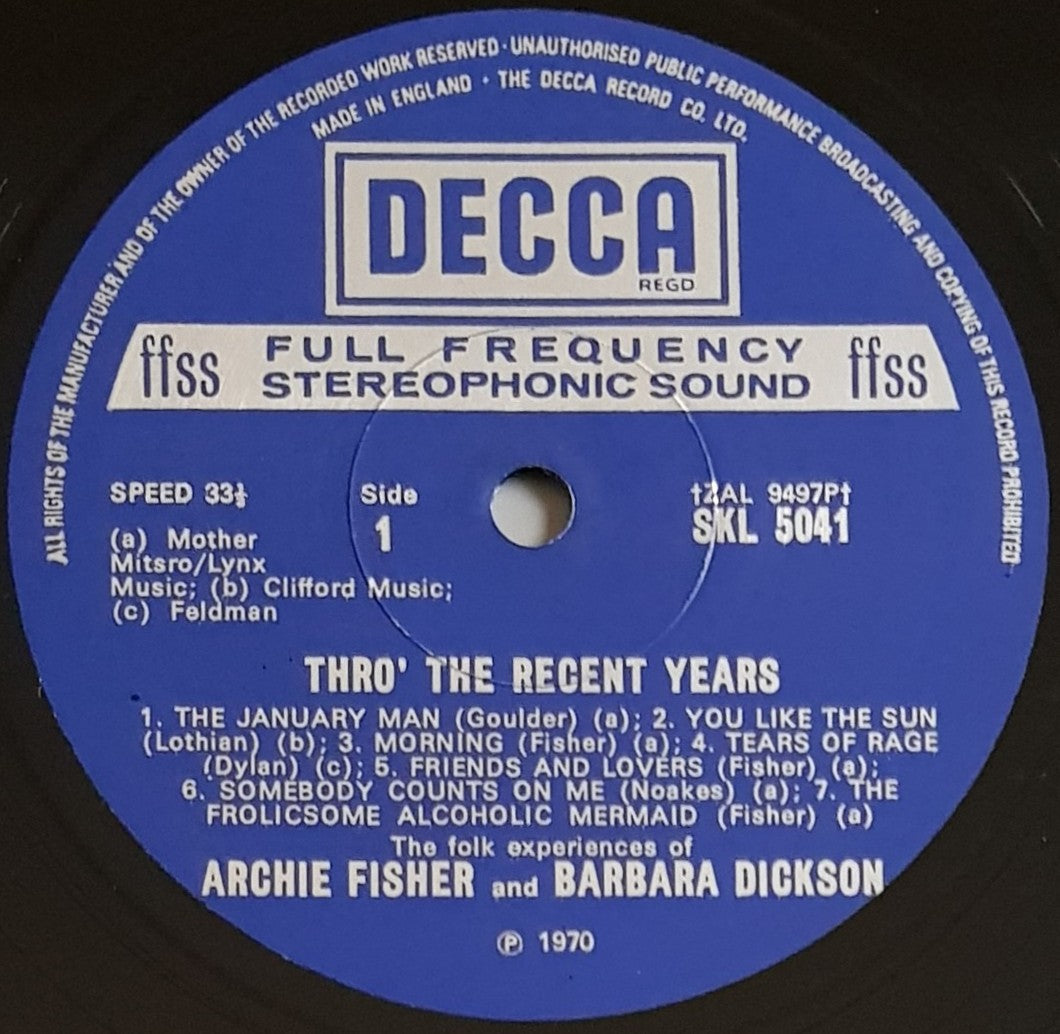 ALL RIGHTS OF THE MANUFACTURER AND OF THE OWNER OF THE RECORDED WORK RESERVED · UNAUTHORISED PUBLIC PERFORMANCE BROADCASTING AND COPYING OF THIS RECORD PROHIBITED
MADE IN ENGLAND · THE DECCA RECORD CO. LTD.
DECCA
REGD
ffss FULL FREQUENCY ffss
STEREOPHONIC SOUND
SPEED 33⅓ Side †ZAL 9497P†
1 SKL 5041
(a) Mother
Mitsro/Lynx
Music; (b) Clifford Music;
(c) Feldman
THRO' THE RECENT YEARS
1. THE JANUARY MAN (Goulder) (a); 2. YOU LIKE THE SUN
(Lothian) (b); 3. MORNING (Fisher) (a); 4. TEARS OF RAGE
(Dylan) (c); 5. FRIENDS AND LOVERS (Fisher) (a);
6. SOMEBODY COUNTS ON ME (Noakes) (a); 7. THE
FROLICSOME ALCOHOLIC MERMAID (Fisher) (a)
The folk experiences of
ARCHIE FISHER and BARBARA DICKSON
℗ 1970